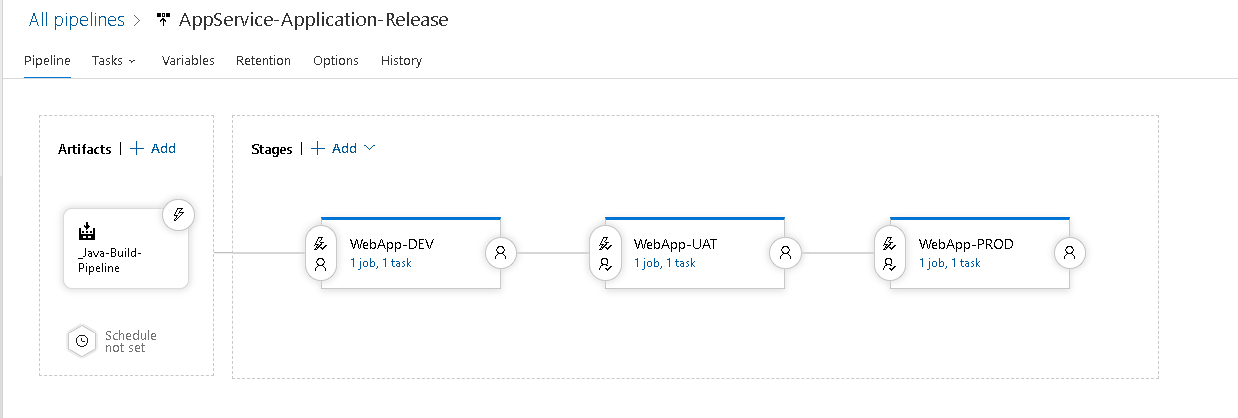 All pipelines > AppService-Application-Release
Pipeline Tasks Variables Retention Options History
Artifacts | + Add
Stages | + Add
_Java-Build-
Pipeline
WebApp-DEV
1 job, 1 task
WebApp-UAT
1 job, 1 task
WebApp-PROD
1 job, 1 task
Schedule
not set